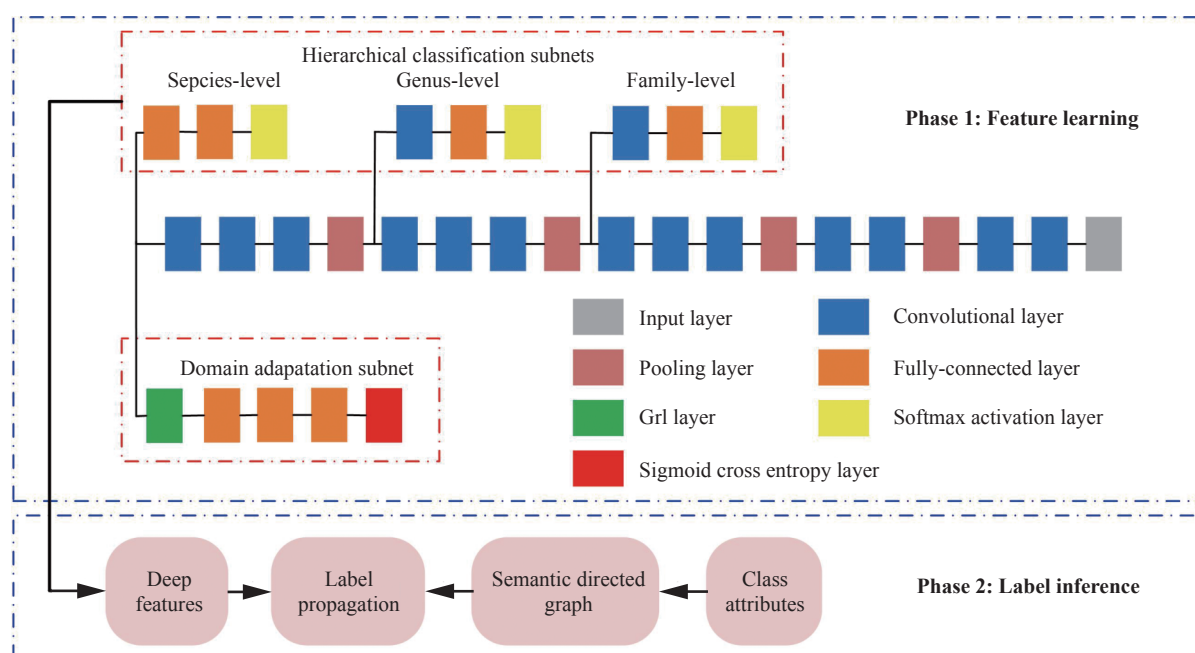 Hierarchical classification subnets
Sepcies-level
Genus-level
Family-level
Phase 1: Feature learning
Input layer
Convolutional layer
Pooling layer
Fully-connected layer
Grl layer
Softmax activation layer
Sigmoid cross entropy layer
Domain adapatation subnet
Deep
features
Label
propagation
Semantic directed
graph
Class
attributes
Phase 2: Label inference